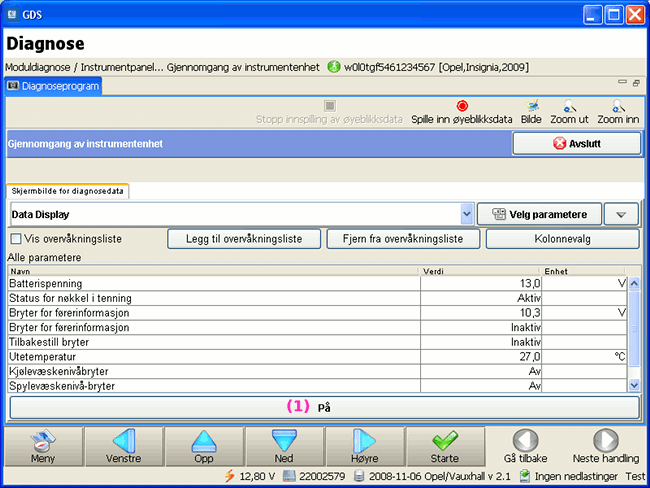 GDS
Diagnose
Moduldiagnose / Instrumentpanel... Gjennomgang av instrumentenhet w0l0tgf5461234567 [Opel,Insignia,2009]
Diagnoseprogram
Stopp innspilling av øyeblikksdata Spille inn øyeblikksdata Bilde Zoom ut Zoom inn
Gjennomgang av instrumentenhet Avslutt
Skjermbilde for diagnosedata
Data Display Velg parametere
Vis overvåkningsliste Legg til overvåkningsliste Fjern fra overvåkningsliste Kolonnevalg
Alle parametere
Navn Verdi Enhet
Batterispenning 13,0 V
Status for nøkkel i tenning Aktiv
Bryter for førerinformasjon 10,3 V
Bryter for førerinformasjon Inaktiv
Tilbakestill bryter Inaktiv
Utetemperatur 27,0 °C
Kjølevæskenivåbryter Av
Spylevæskenivå-bryter Av
(1) På
Meny Venstre Opp Ned Høyre Starte Gå tilbake Neste handling
12,80 V 22002579 2008-11-06 Opel/Vauxhall v 2.1 Ingen nedlastinger Test